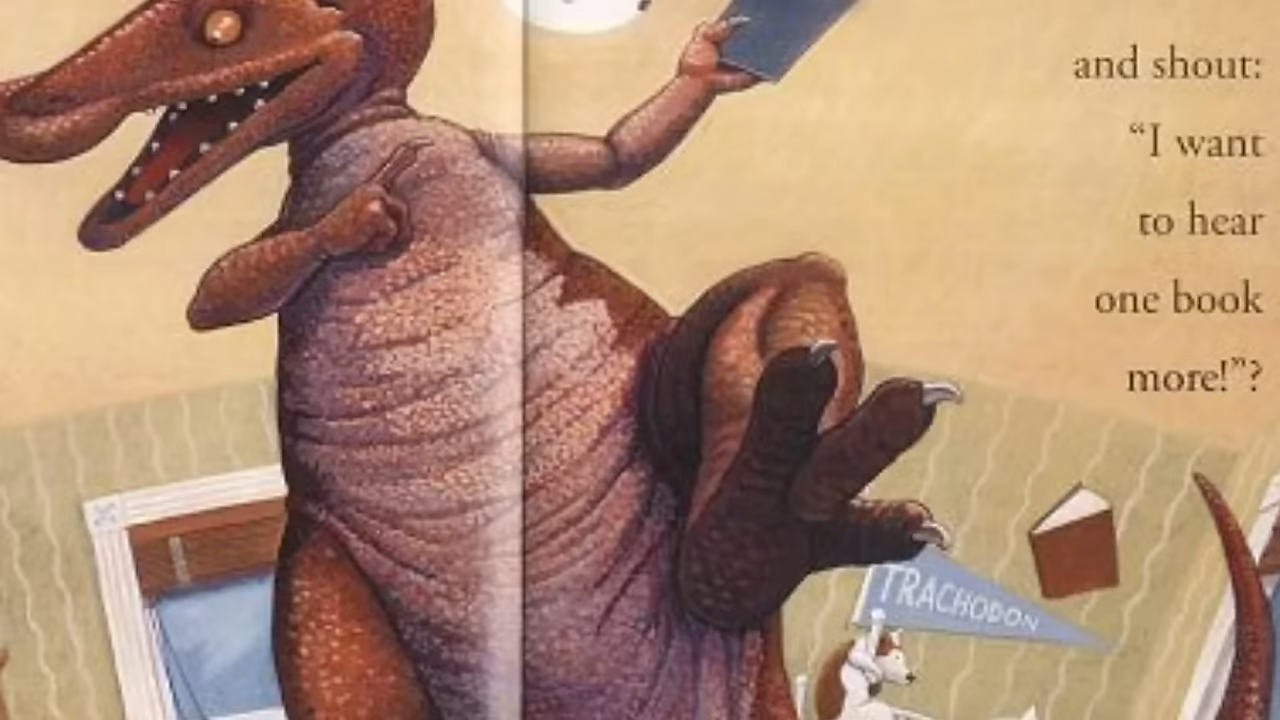 and shout:
“I want
to hear
one book
more!”?
TRACHODON